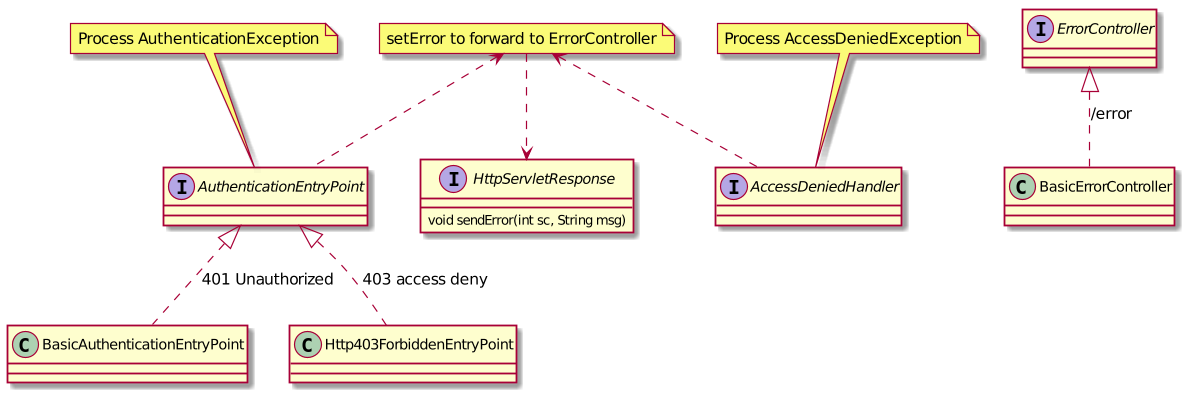 Process AuthenticationException
setError to forward to ErrorController
Process AccessDeniedException
I ErrorController
/error
I AuthenticationEntryPoint
I HttpServletResponse
void sendError(int sc, String msg)
I AccessDeniedHandler
C BasicErrorController
401 Unauthorized
403 access deny
C BasicAuthenticationEntryPoint
C Http403ForbiddenEntryPoint